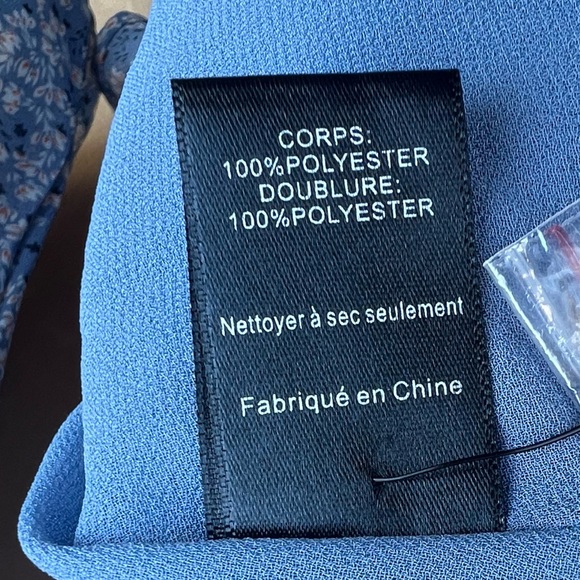 CORPS:
100%POLYESTER
DOUBLURE:
100%POLYESTER
Nettoyer à sec seulement
Fabriqué en Chine